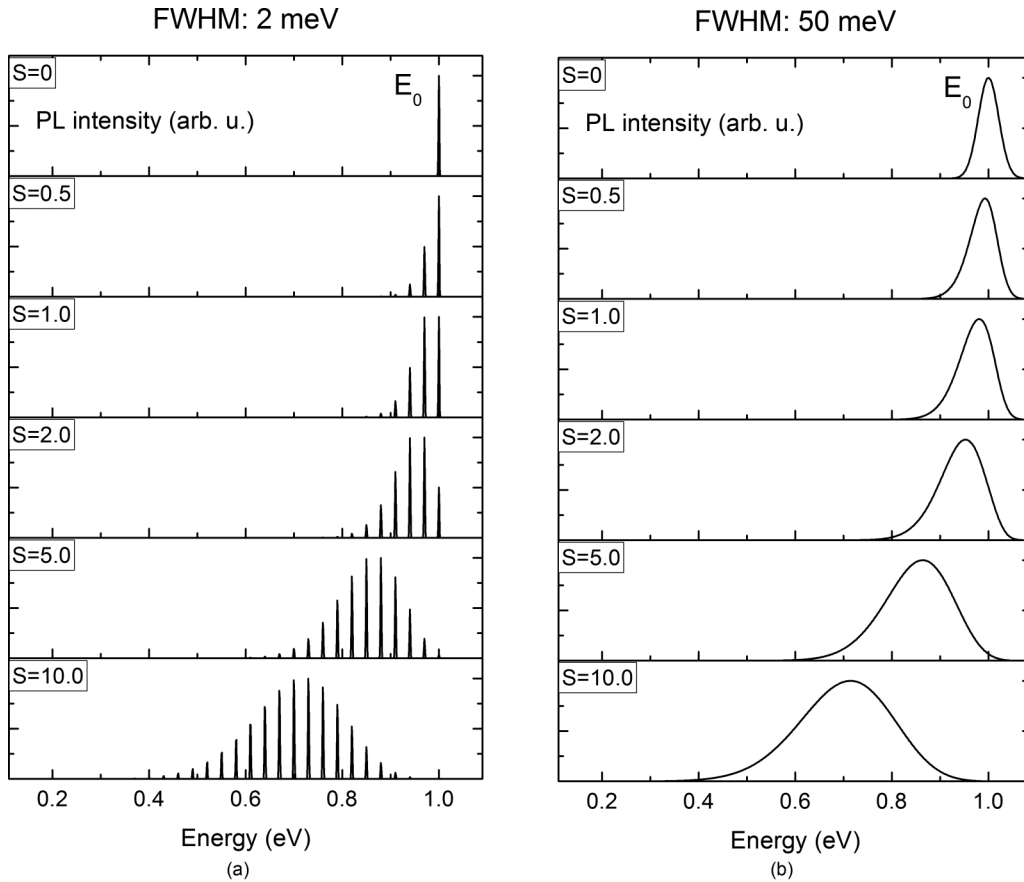 FWHM: 2 meV
S=0
E0
PL intensity (arb. u.)
S=0.5
S=1.0
S=2.0
S=5.0
S=10.0
0.2 0.4 0.6 0.8 1.0
Energy (eV)
(a)
FWHM: 50 meV
S=0
E0
PL intensity (arb. u.)
S=0.5
S=1.0
S=2.0
S=5.0
S=10.0
0.2 0.4 0.6 0.8 1.0
Energy (eV)
(b)